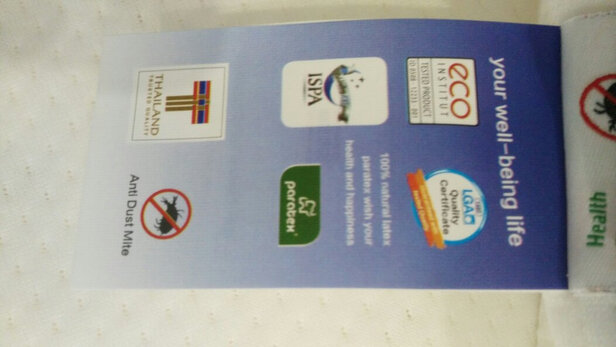 your well-being life
eco
INSTITUT
TESTED PRODUCT
LGA
Quality
Certificate
ISPA
100% natural latex
paratex wish your
health and happiness
paratex
THAILAND
TRUSTED QUALITY
Anti Dust Mite
Health